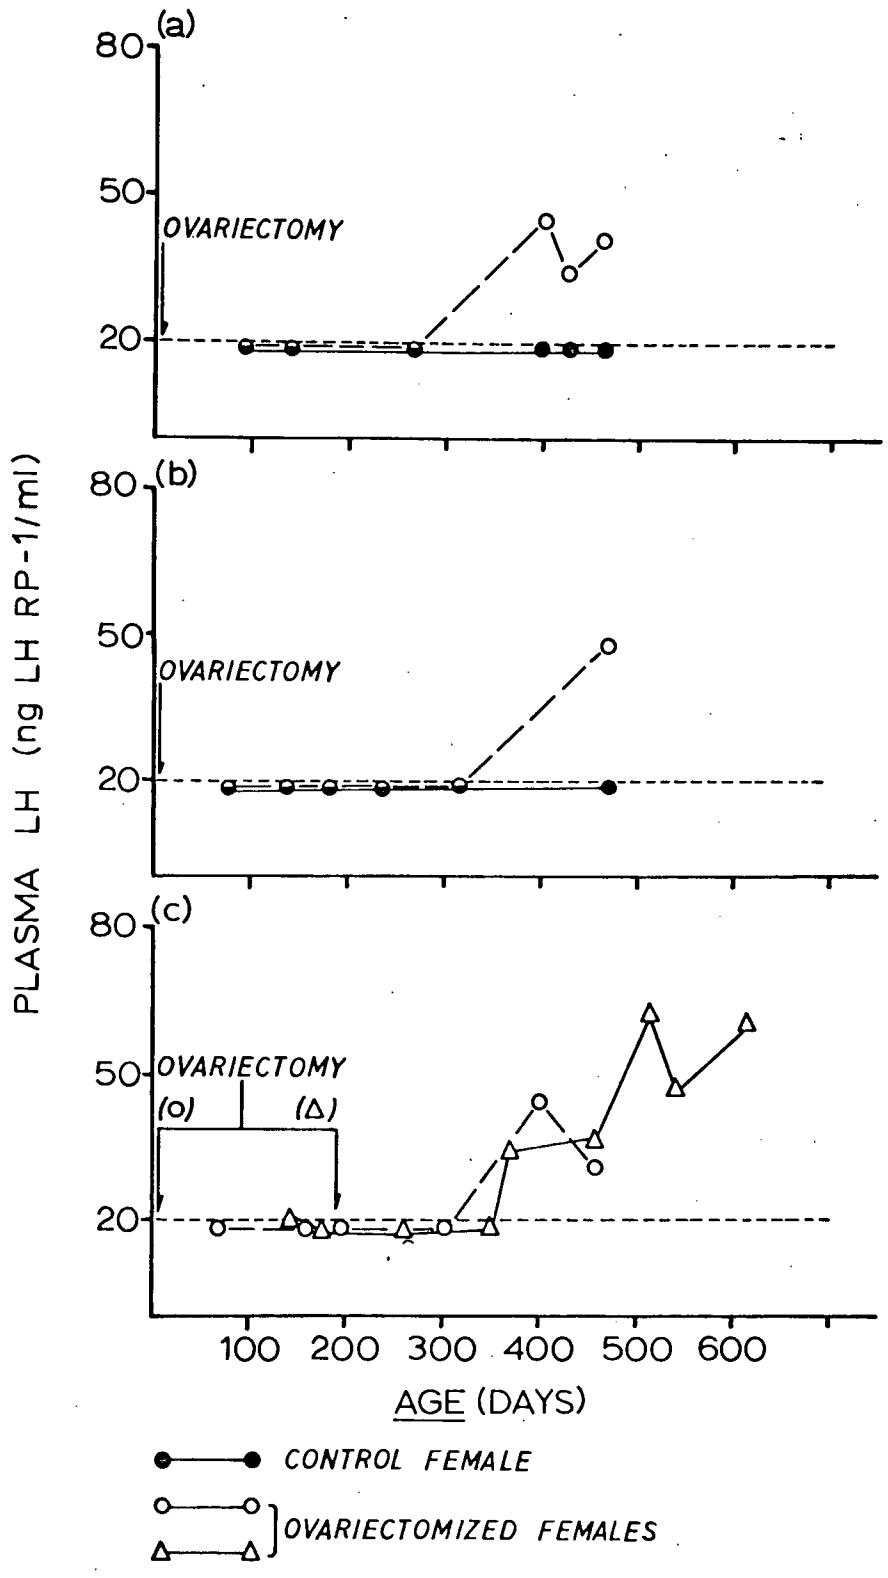 (a)
80
50
OVARIECTOMY
20
(b)
80
50
OVARIECTOMY
20
PLASMA LH (ng LH RP-1/ml)
(c)
80
OVARIECTOMY
50
(o) (Δ)
20
100 200 300 400 500 600
AGE (DAYS)
CONTROL FEMALE
OVARIECTOMIZED FEMALES